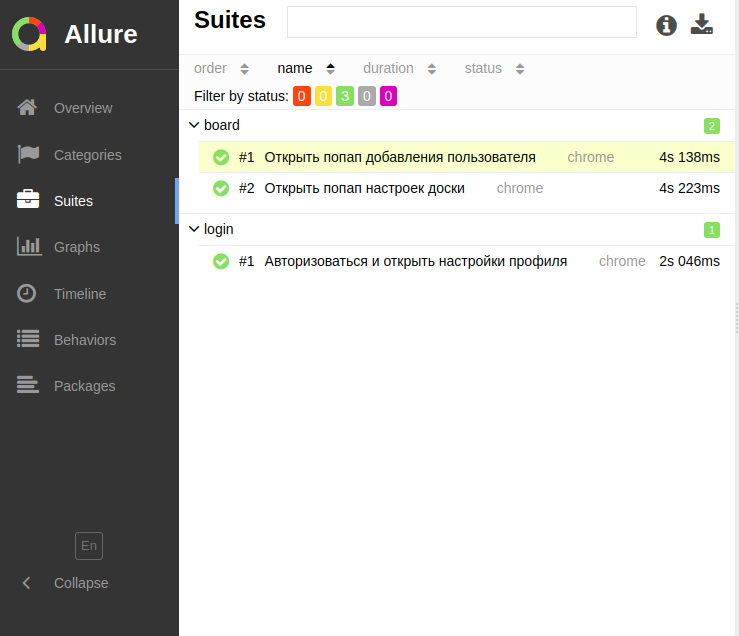 Allure
Overview
Categories
Suites
Graphs
Timeline
Behaviors
Packages
En
Collapse
Suites
order name duration status
Filter by status: 0 0 3 0 0
board 2
#1 Открыть попап добавления пользователя chrome 4s 138ms
#2 Открыть попап настроек доски chrome 4s 223ms
login 1
#1 Авторизоваться и открыть настройки профиля chrome 2s 046ms